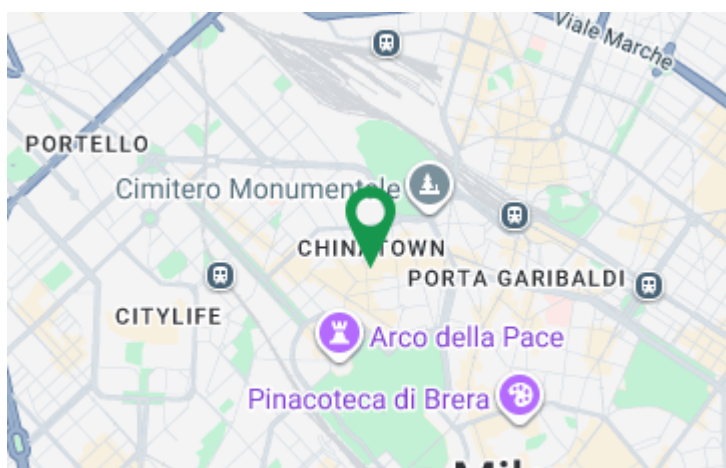 Viale Marche
PORTELLO
Cimitero Monumentale
CHINATOWN
PORTA GARIBALDI
CITYLIFE
Arco della Pace
Pinacoteca di Brera